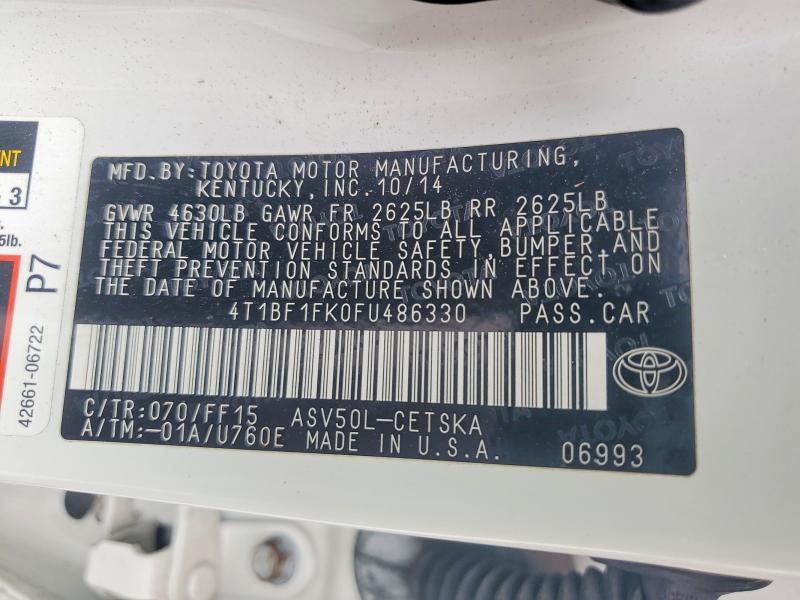 MFD.BY:TOYOTA MOTOR MANUFACTURING,
KENTUCKY, INC. 10/14
GVWR 4630LB GAWR FR 2625LB RR 2625LB
THIS VEHICLE CONFORMS TO ALL APPLICABLE
FEDERAL MOTOR VEHICLE SAFETY, BUMPER, AND
THEFT PREVENTION STANDARDS IN EFFECT ON
THE DATE OF MANUFACTURE SHOWN ABOVE.
4T1BF1FK0FU486330 PASS.CAR
C/TR:070/FF15 ASV50L-CETSKA
A/TM:-01A/U760E MADE IN U.S.A.
06993
3
5lb.
P7
42661-06722